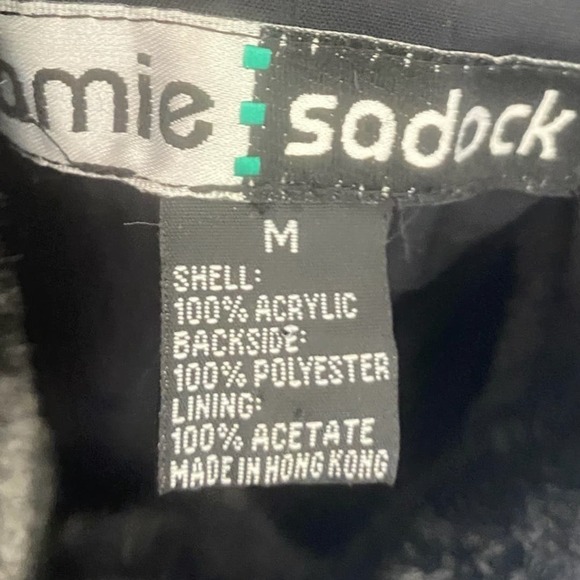 amie sadock
M
SHELL:
100% ACRYLIC
BACKSIDE:
100% POLYESTER
LINING:
100% ACETATE
MADE IN HONG KONG